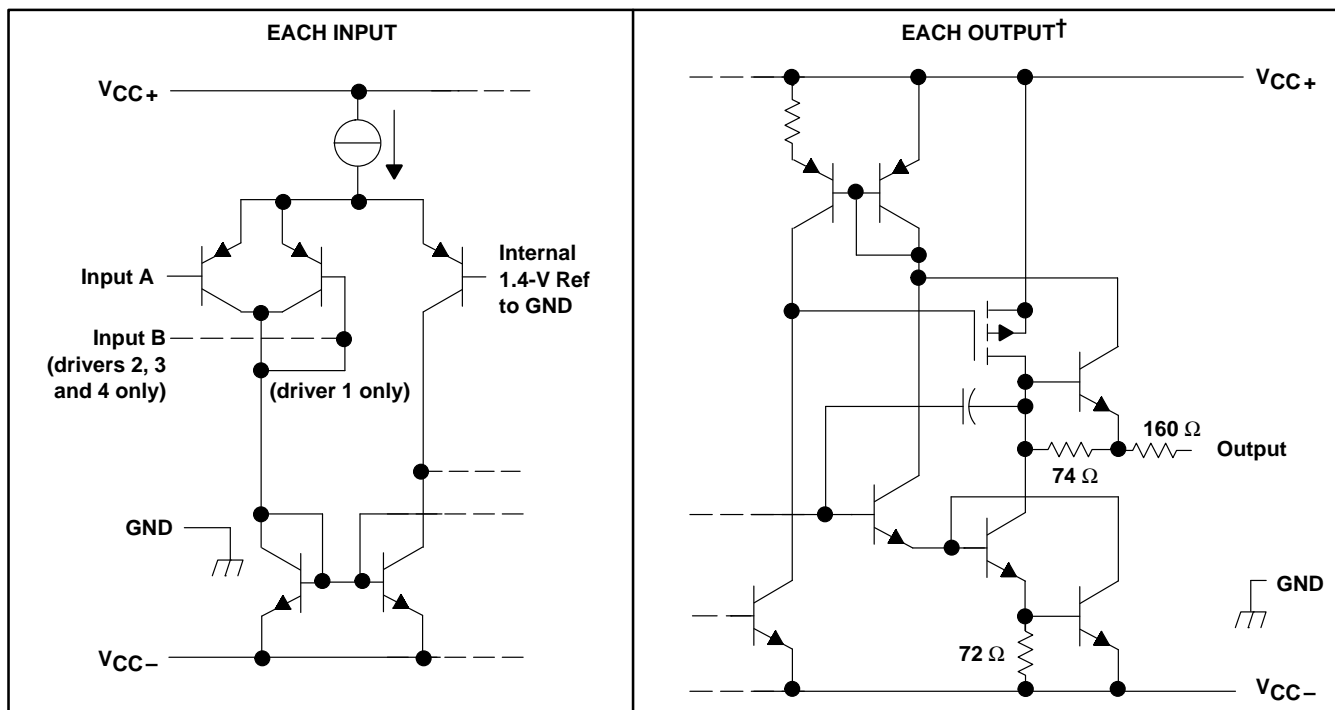 EACH INPUT
VCC+
Input A
Internal
1.4-V Ref
to GND
Input B
(drivers 2, 3
and 4 only)
(driver 1 only)
GND
VCC−
EACH OUTPUT†
VCC+
160 Ω
Output
74 Ω
GND
72 Ω
VCC−